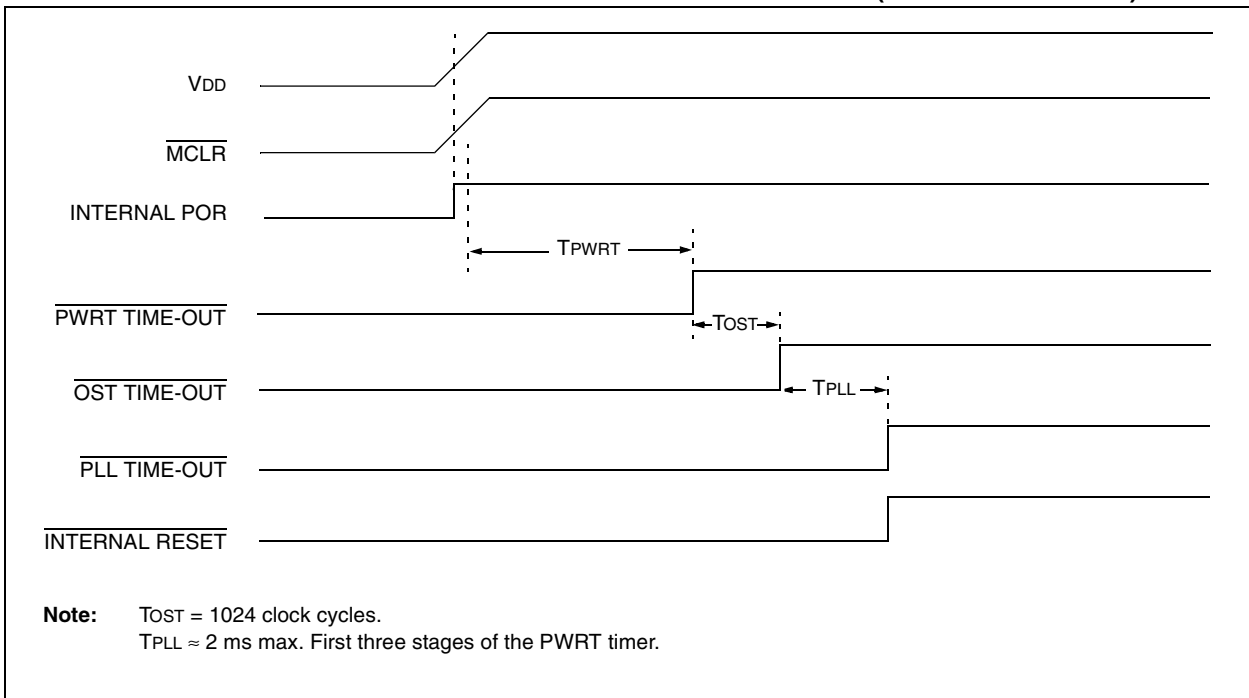 VDD
MCLR
INTERNAL POR
TPWRT
PWRT TIME-OUT
TOST
OST TIME-OUT
TPLL
PLL TIME-OUT
INTERNAL RESET
Note: TOST = 1024 clock cycles.
TPLL ≈ 2 ms max. First three stages of the PWRT timer.